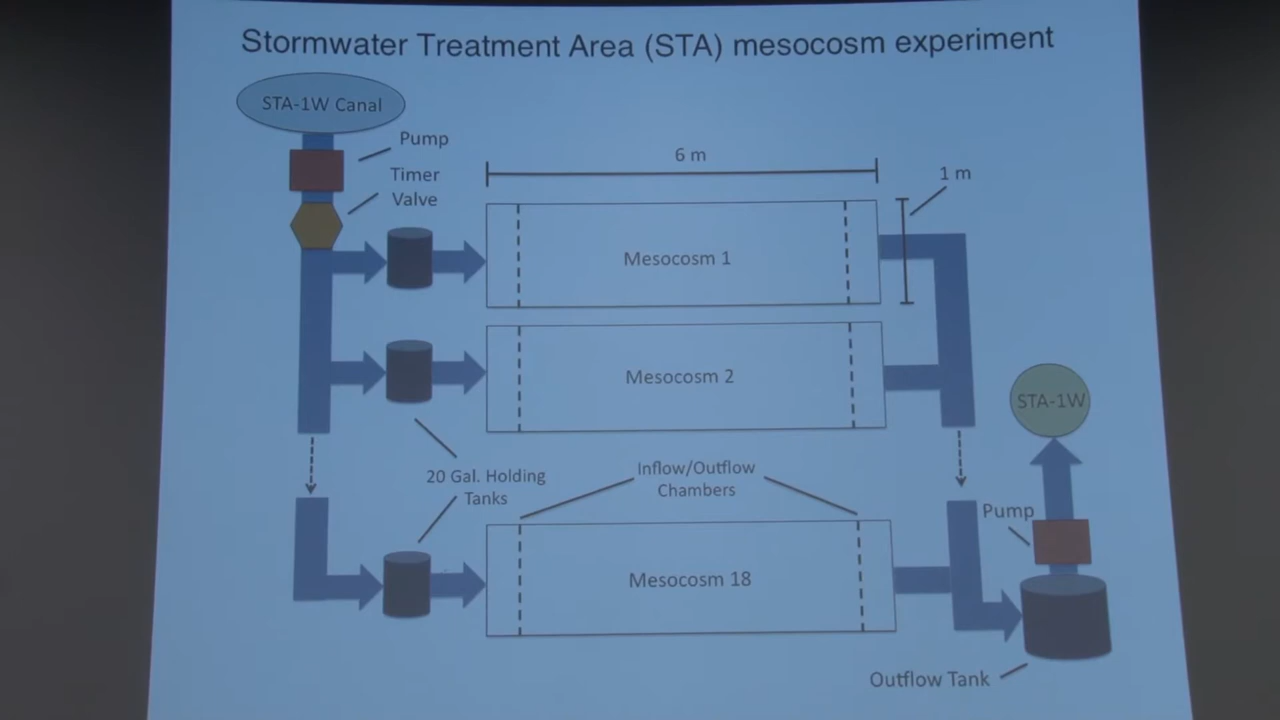 Stormwater Treatment Area (STA) mesocosm experiment
STA-1W Canal
Pump
Timer
Valve
6 m
1 m
Mesocosm 1
Mesocosm 2
STA-1W
20 Gal. Holding
Tanks
Inflow/Outflow
Chambers
Pump
Mesocosm 18
Outflow Tank